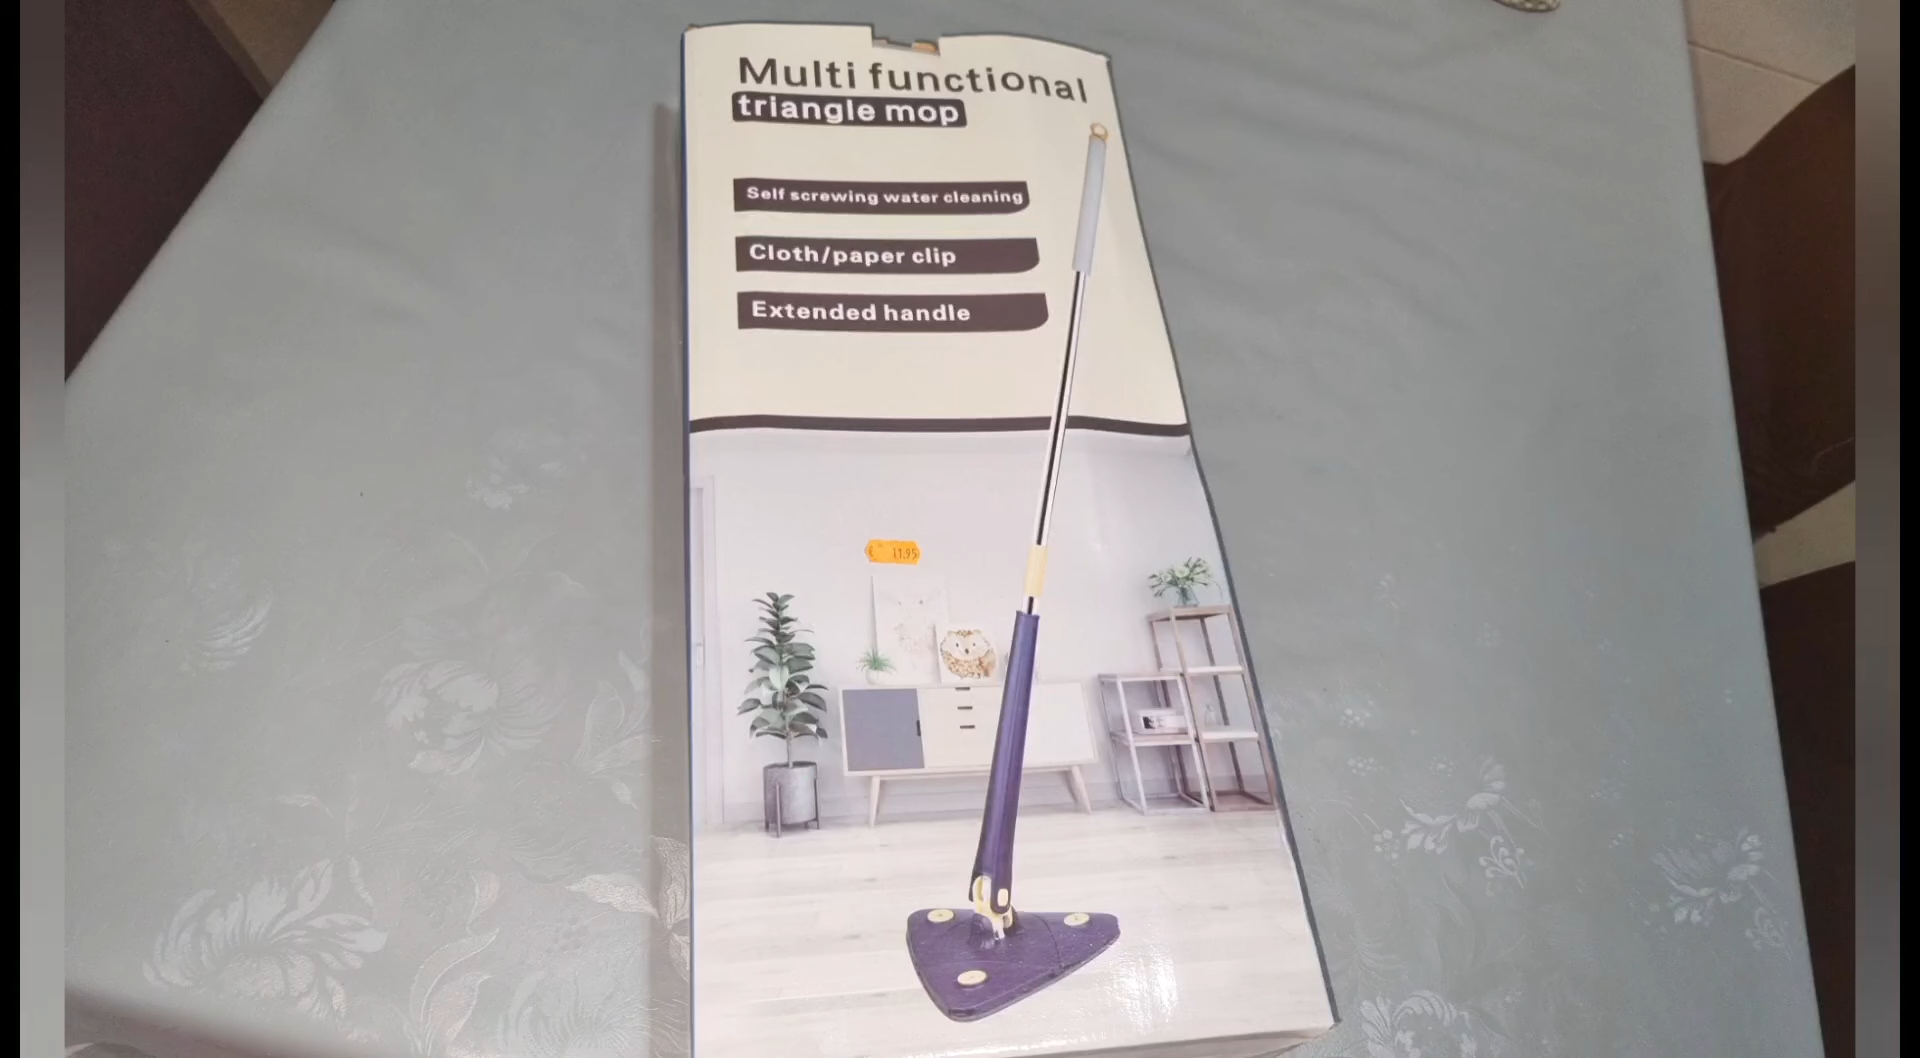 Multi functional
triangle mop
Self screwing water cleaning
Cloth/paper clip
Extended handle
€ 11.95